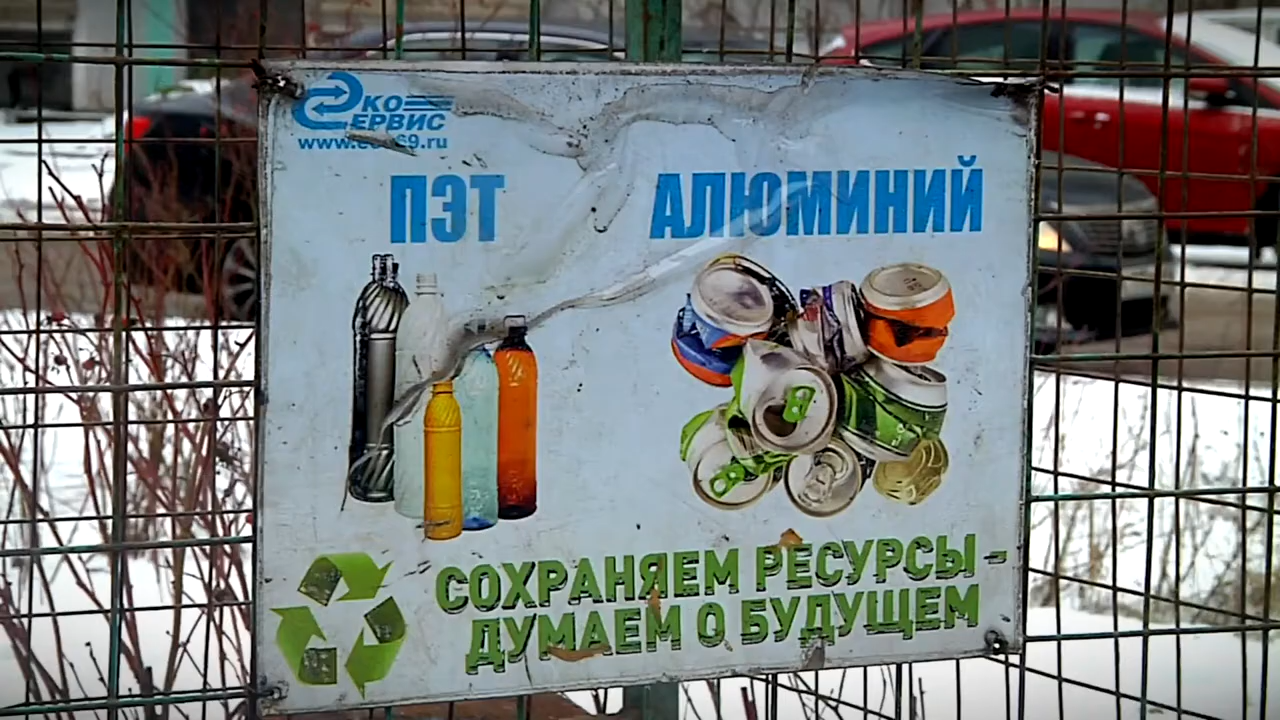 ЭКО
СЕРВИС
ПЭТ АЛЮМИНИЙ
СОХРАНЯЕМ РЕСУРСЫ -
ДУМАЕМ О БУДУЩЕМ